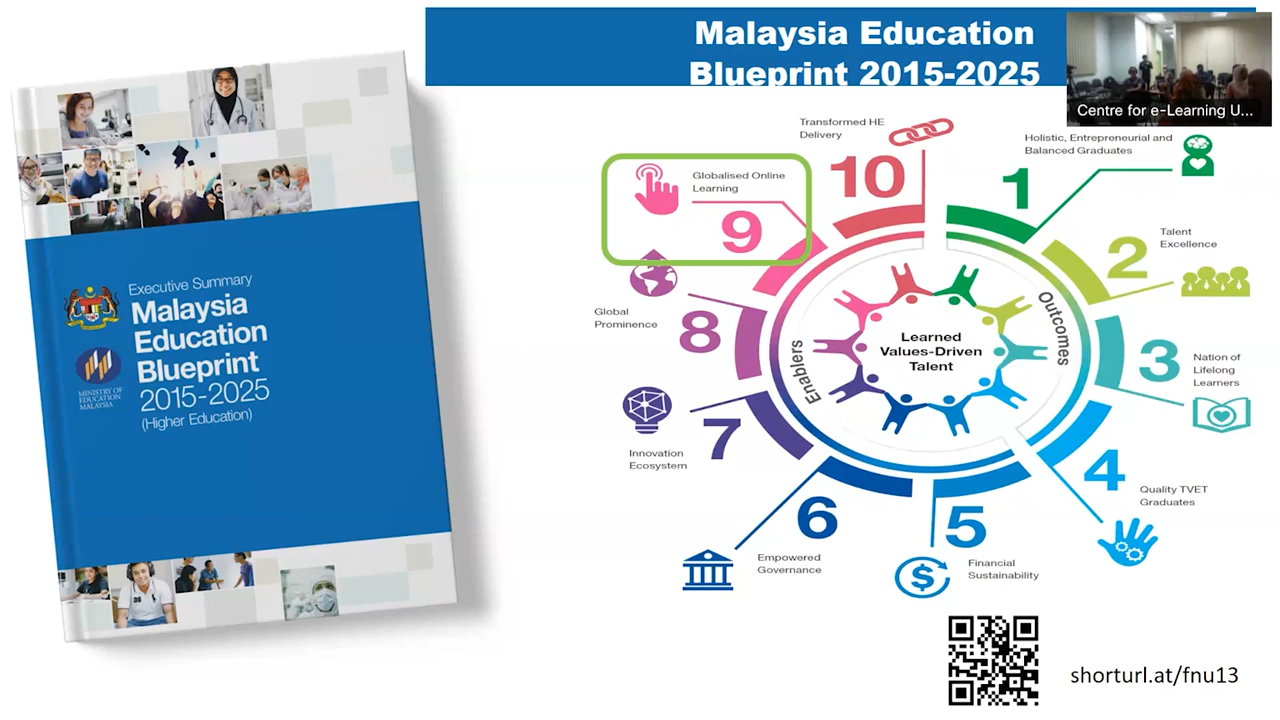 Malaysia Education
Blueprint 2015-2025
Centre for e-Learning U...
Executive Summary
Malaysia
Education
Blueprint
2015-2025
(Higher Education)
MINISTRY OF
EDUCATION
MALAYSIA
Transformed HE
Delivery
10
Holistic, Entrepreneurial and
Balanced Graduates
1
Globalised Online
Learning
9
Talent
Excellence
2
Global
Prominence
8
Nation of
Lifelong
Learners
3
Innovation
Ecosystem
7
Quality TVET
Graduates
4
Empowered
Governance
6
Financial
Sustainability
5
Enablers
Outcomes
Learned
Values-Driven
Talent
shorturl.at/fnu13